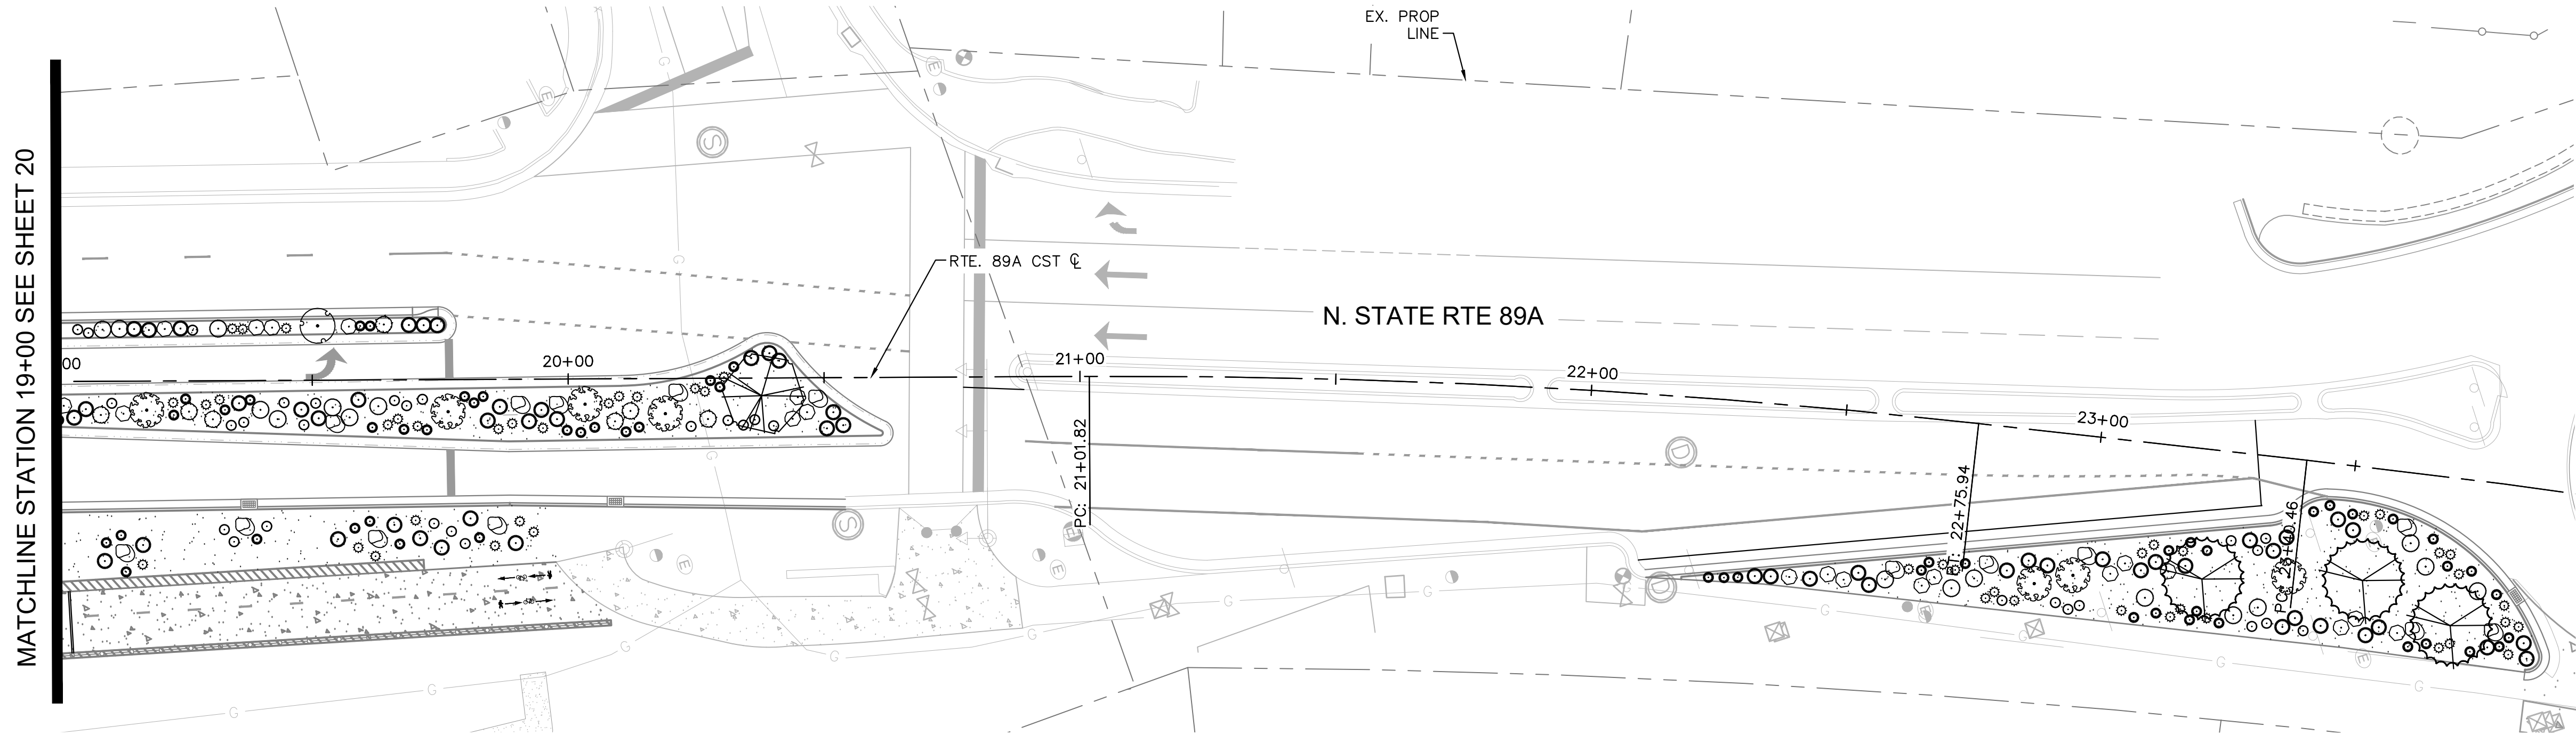 EX. PROP
LINE
MATCHLINE STATION 19+00 SEE SHEET 20
RTE. 89A CST ℄
N. STATE RTE 89A
00
20+00
21+00
22+00
23+00
PC: 21+01.82
22+75.94
E
E
E
E
E
E
S
S
D
D
G
G
G
G
G
G
G
G
G
G
G
G
G